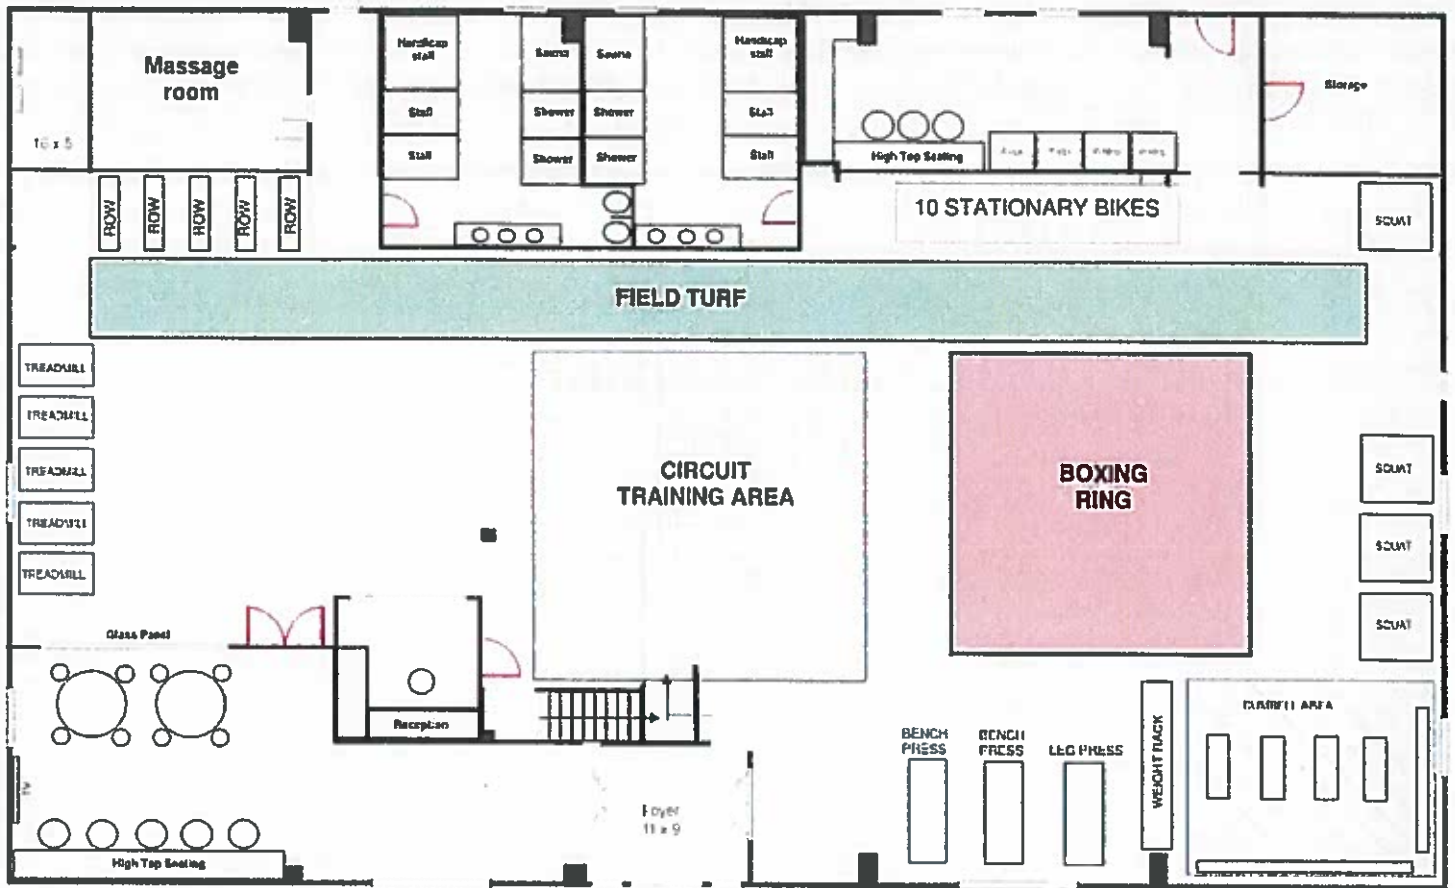 Massage
room
16 x 5
Handicap
stall
Stall
Stall
Sauna
Shower
Shower
Sauna
Shower
Shower
Handicap
stall
Stall
Stall
High Top Seating
Storage
ROW
ROW
ROW
ROW
ROW
10 STATIONARY BIKES
SQUAT
FIELD TURF
TREADMILL
TREADMILL
TREADMILL
TREADMILL
TREADMILL
CIRCUIT
TRAINING AREA
BOXING
RING
SQUAT
SQUAT
SQUAT
Glass Panel
Reception
TV
High Top Seating
Foyer
11 x 9
BENCH
PRESS
BENCH
PRESS
LEG PRESS
WEIGHT RACK
DUMBELL AREA